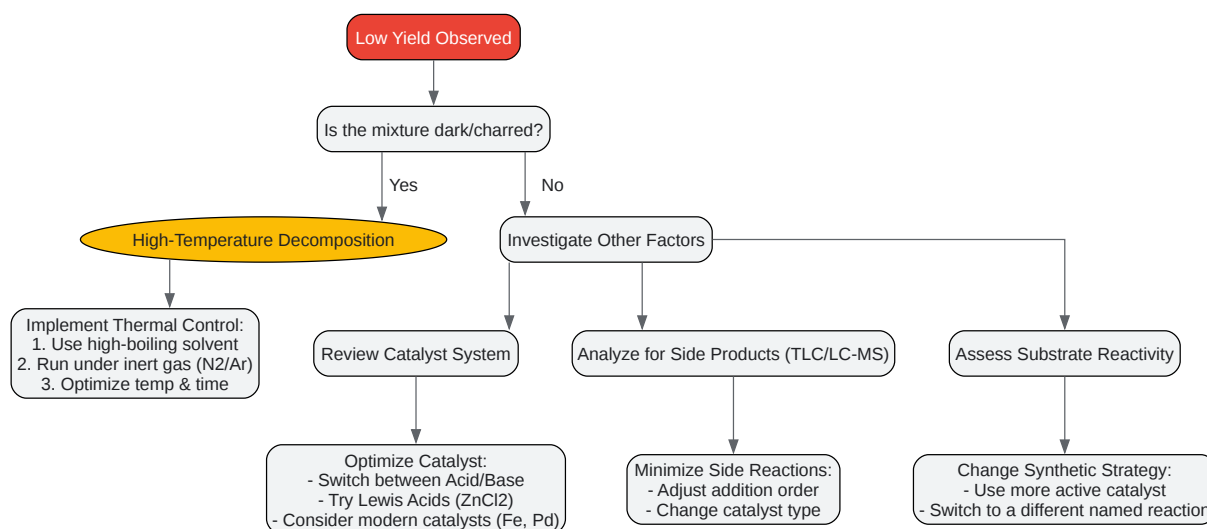 Low Yield Observed
Is the mixture dark/charred?
Yes
No
High-Temperature Decomposition
Investigate Other Factors
Implement Thermal Control:
1. Use high-boiling solvent
2. Run under inert gas (N2/Ar)
3. Optimize temp & time
Review Catalyst System
Analyze for Side Products (TLC/LC-MS)
Assess Substrate Reactivity
Optimize Catalyst:
- Switch between Acid/Base
- Try Lewis Acids (ZnCl2)
- Consider modern catalysts (Fe, Pd)
Minimize Side Reactions:
- Adjust addition order
- Change catalyst type
Change Synthetic Strategy:
- Use more active catalyst
- Switch to a different named reaction